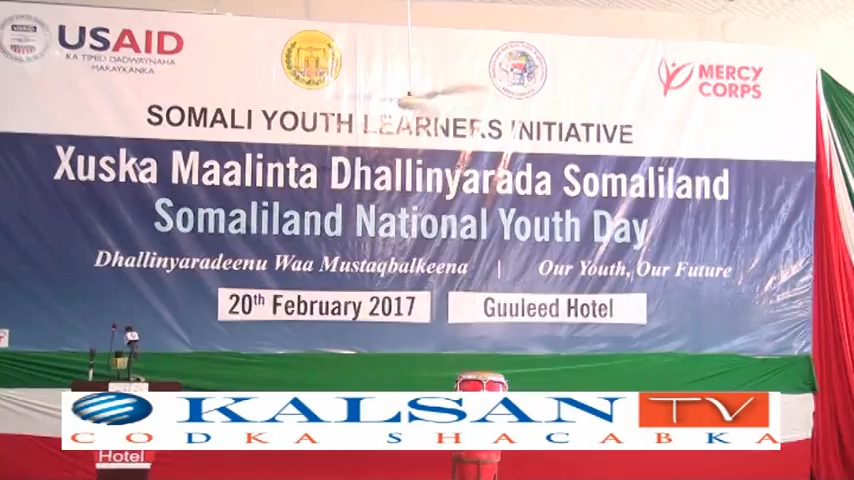 USAID
KA TIMID DADWAYNAHA
MARAYKANKA
MERCY
CORPS
SOMALI YOUTH LEARNERS INITIATIVE
Xuska Maalinta Dhallinyarada Somaliland
Somaliland National Youth Day
Dhallinyaradeenu Waa Mustaqbalkeena | Our Youth, Our Future
20th February 2017
Guuleed Hotel
KALSAN TV
CODKA SHACABKA
Hotel